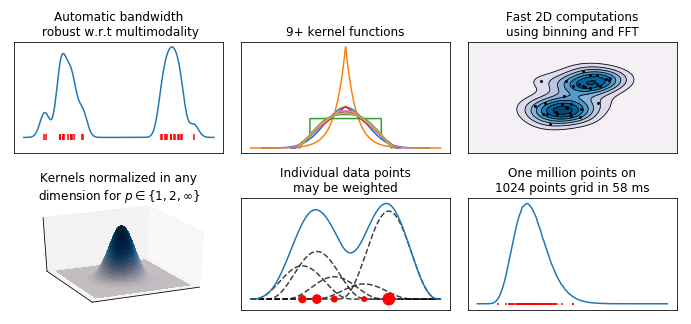 Automatic bandwidth
robust w.r.t multimodality
9+ kernel functions
Fast 2D computations
using binning and FFT
Kernels normalized in any
dimension for p ∈ {1, 2, ∞}
Individual data points
may be weighted
One million points on
1024 points grid in 58 ms